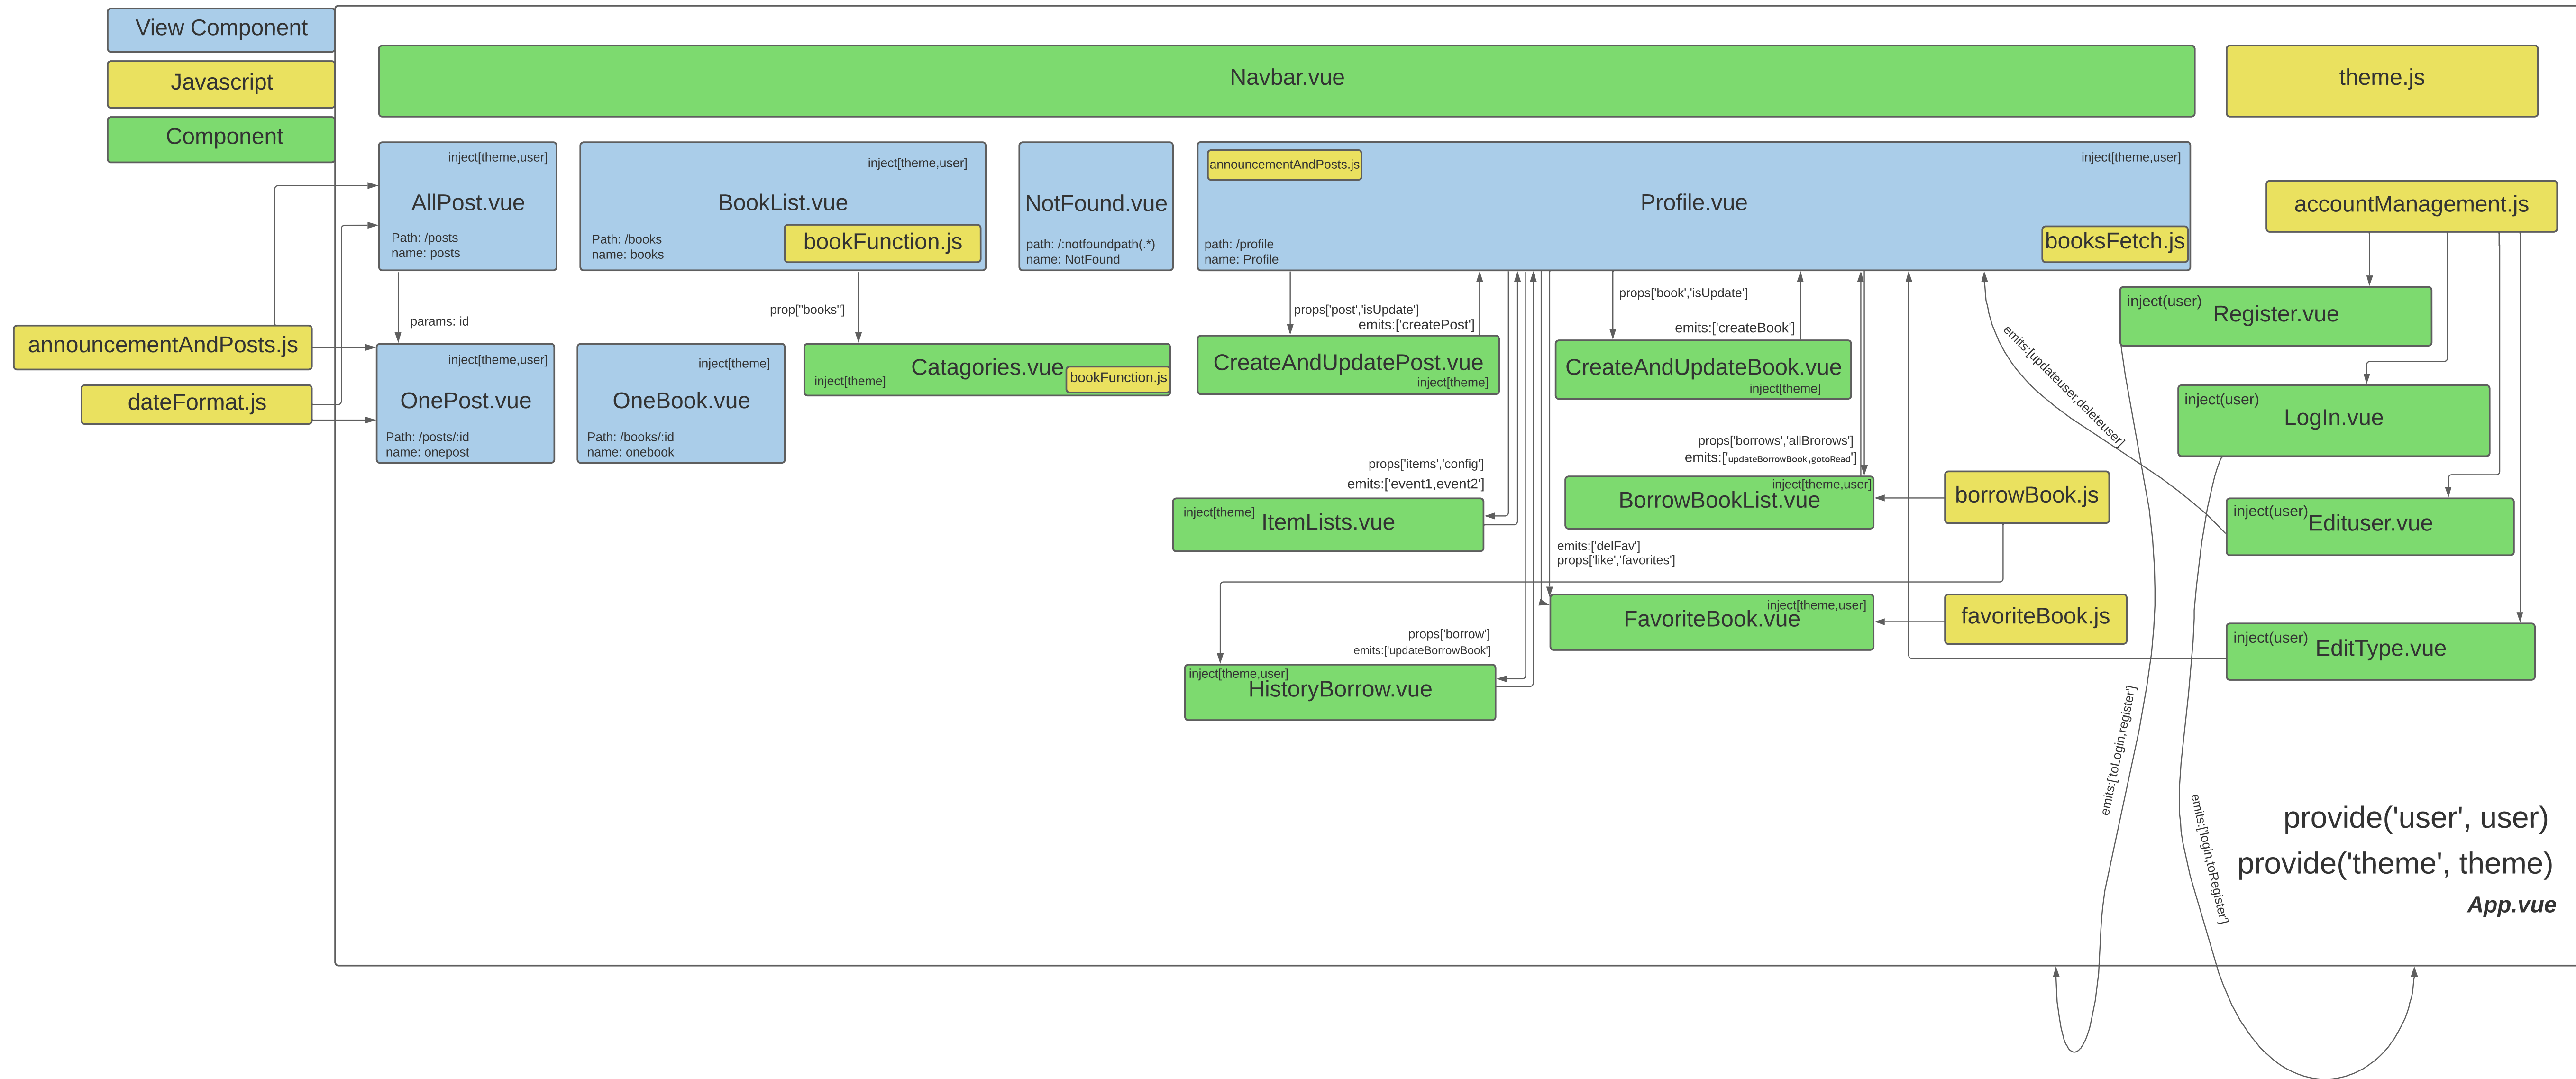 View Component
Javascript
Component
Navbar.vue
theme.js
inject[theme,user]
AllPost.vue
Path: /posts
name: posts
inject[theme,user]
BookList.vue
Path: /books
name: books
bookFunction.js
NotFound.vue
path: /:notfoundpath(.*)
name: NotFound
announcementAndPosts.js
inject[theme,user]
Profile.vue
path: /profile
name: Profile
booksFetch.js
accountManagement.js
params: id
prop["books"]
props['post','isUpdate']
emits:['createPost']
props['book','isUpdate']
emits:['createBook']
emits:[updateuser,deleteuser]
inject(user)
Register.vue
announcementAndPosts.js
dateFormat.js
inject[theme,user]
OnePost.vue
Path: /posts/:id
name: onepost
inject[theme]
OneBook.vue
Path: /books/:id
name: onebook
Catagories.vue
inject[theme]
bookFunction.js
CreateAndUpdatePost.vue
inject[theme]
CreateAndUpdateBook.vue
inject[theme]
inject(user)
LogIn.vue
props['items','config']
emits:['event1,event2']
props['borrows','allBrorows']
emits:['updateBorrowBook,gotoRead']
inject[theme]
ItemLists.vue
inject[theme,user]
BorrowBookList.vue
borrowBook.js
inject(user)
Edituser.vue
emits:['delFav']
props['like','favorites']
inject[theme,user]
FavoriteBook.vue
favoriteBook.js
inject(user)
EditType.vue
props['borrow']
emits:['updateBorrowBook']
inject[theme,user]
HistoryBorrow.vue
emits:['toLogin,register']
emits:['login,toRegister']
provide('user', user)
provide('theme', theme)
App.vue